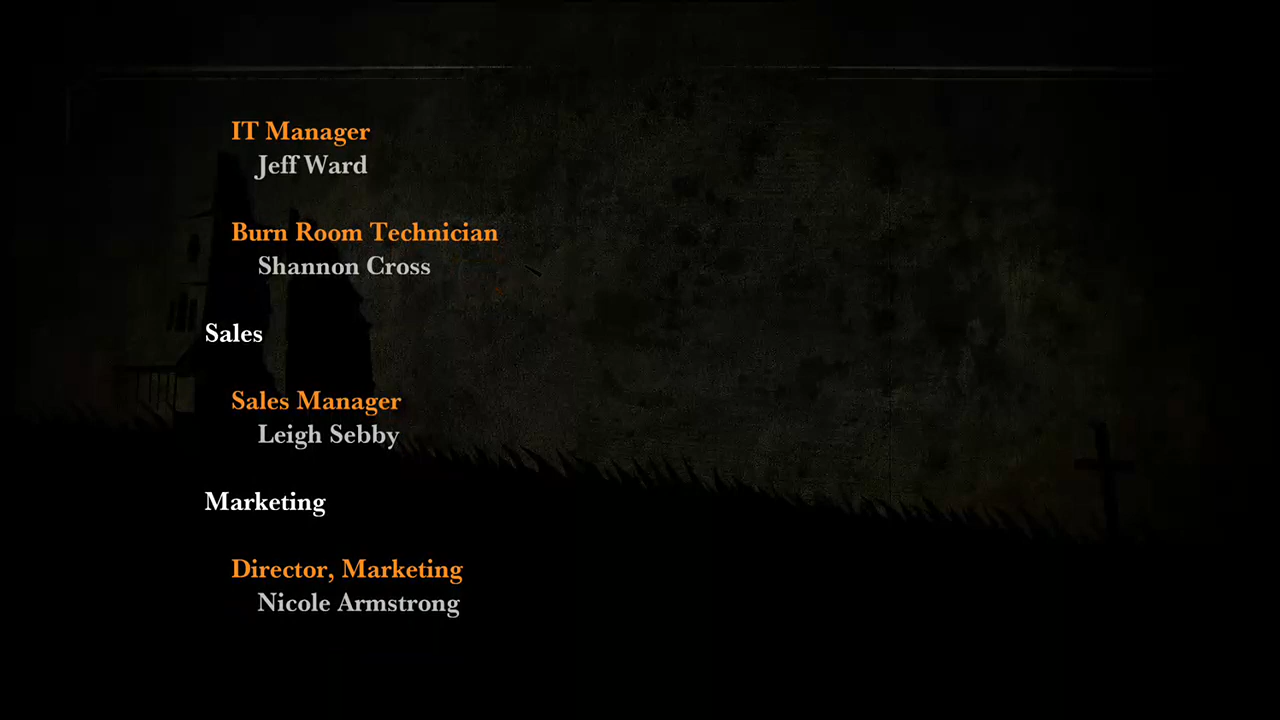 IT Manager
Jeff Ward
Burn Room Technician
Shannon Cross
Sales
Sales Manager
Leigh Sebby
Marketing
Director, Marketing
Nicole Armstrong